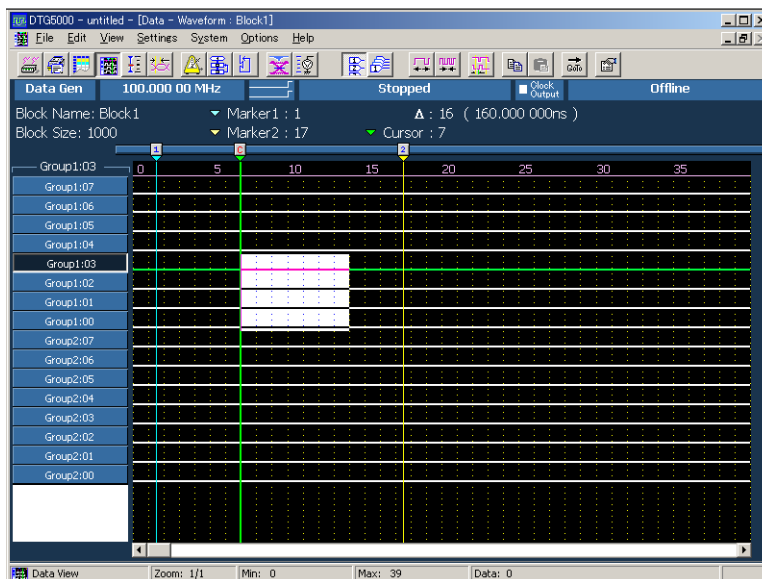 DTG5000 - untitled - [Data - Waveform : Block1]
File Edit View Settings System Options Help
Goto
Data Gen 100.000 00 MHz Stopped Clock Output Offline
Block Name: Block1 Marker1 : 1 Δ : 16 ( 160.000 000ns )
Block Size: 1000 Marker2 : 17 Cursor : 7
1 C 2
Group1:03 0 5 10 15 20 25 30 35
Group1:07
Group1:06
Group1:05
Group1:04
Group1:03
Group1:02
Group1:01
Group1:00
Group2:07
Group2:06
Group2:05
Group2:04
Group2:03
Group2:02
Group2:01
Group2:00
Data View Zoom: 1/1 Min: 0 Max: 39 Data: 0